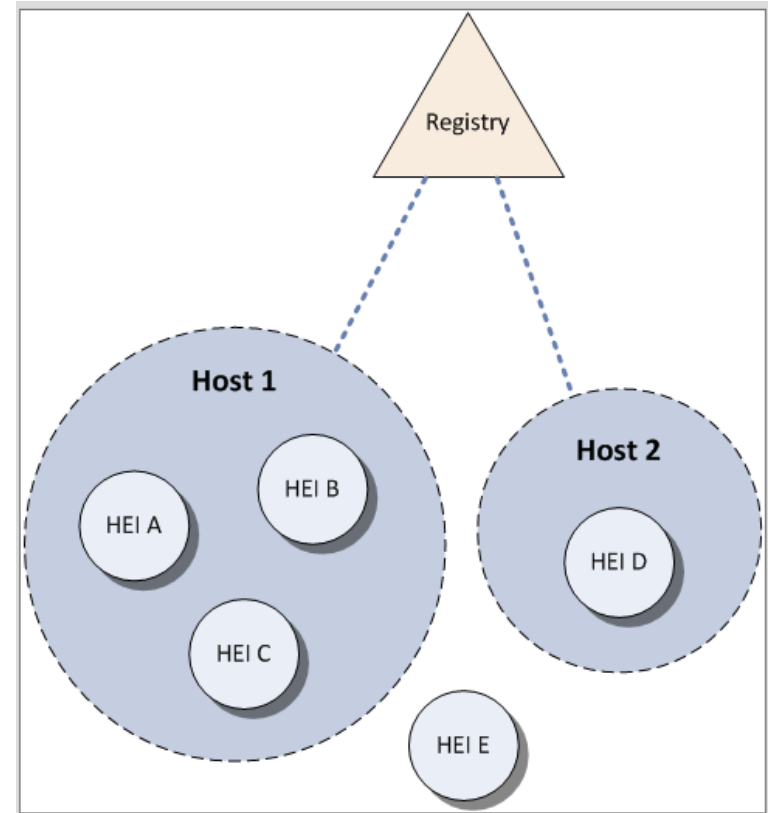 Registry
Host 1
Host 2
HEI B
HEI A
HEI D
HEI C
HEI E